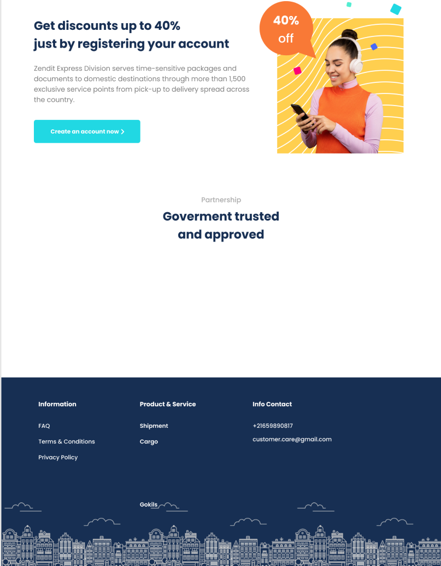 Get discounts up to 40%
just by registering your account
40%
off
Zendit Express Division serves time-sensitive packages and
documents to domestic destinations through more than 1,500
exclusive service points from pick-up to delivery spread across
the country.
Create an account now
Partnership
Goverment trusted
and approved
Information
FAQ
Terms & Conditions
Privacy Policy
Product & Service
Shipment
Cargo
Gokils
Info Contact
+21659890817
customer.care@gmail.com